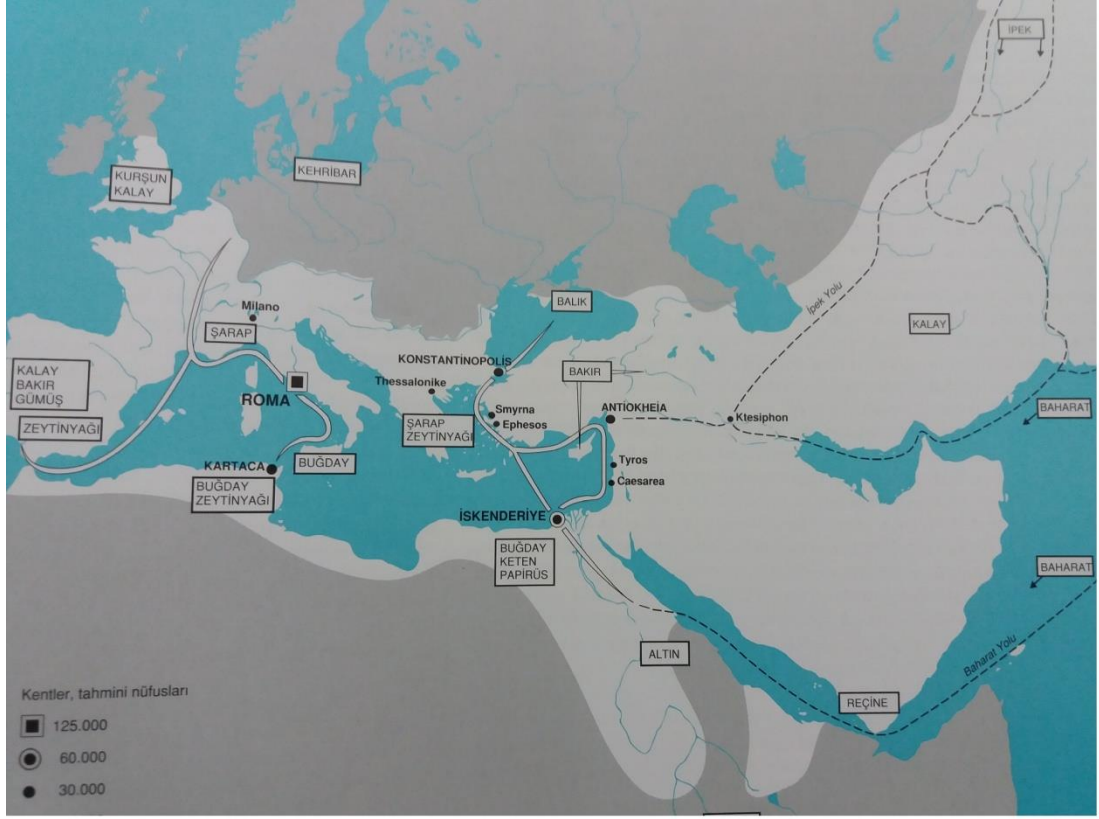 İPEK
KURŞUN
KALAY
KEHRİBAR
Milano
ŞARAP
BALIK
İpek Yolu
KALAY
KALAY
BAKIR
GÜMÜŞ
ZEYTİNYAĞI
ROMA
KONSTANTİNOPOLİS
Thessalonike
BAKIR
ŞARAP
ZEYTİNYAĞI
Smyrna
Ephesos
ANTİOKHEİA
Ktesiphon
BAHARAT
KARTACA
BUĞDAY
BUĞDAY
ZEYTİNYAĞI
Tyros
Caesarea
İSKENDERİYE
BUĞDAY
KETEN
PAPİRÜS
BAHARAT
ALTIN
Baharat Yolu
REÇİNE
Kentler, tahmini nüfusları
125.000
60.000
30.000